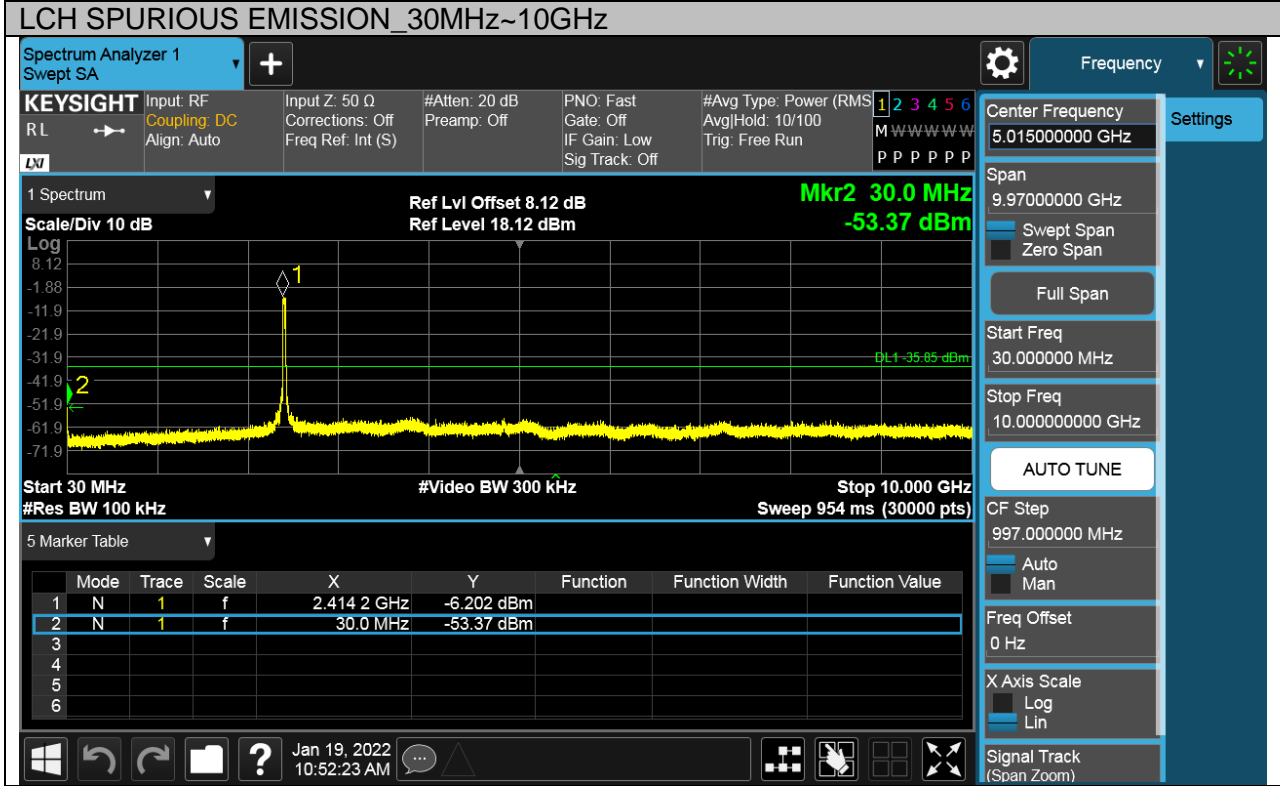 LCH SPURIOUS EMISSION_30MHz~10GHz
Spectrum Analyzer 1
Swept SA
+
Frequency
KEYSIGHT
R L
LXI
Input: RF
Coupling: DC
Align: Auto
Input Z: 50 Ω
Corrections: Off
Freq Ref: Int (S)
#Atten: 20 dB
Preamp: Off
PNO: Fast
Gate: Off
IF Gain: Low
Sig Track: Off
#Avg Type: Power (RMS
Avg|Hold: 10/100
Trig: Free Run
1 2 3 4 5 6
M W W W W W
P P P P P P
1 Spectrum
Scale/Div 10 dB
Ref Lvl Offset 8.12 dB
Ref Level 18.12 dBm
Mkr2 30.0 MHz
-53.37 dBm
Log
8.12
-1.88
-11.9
-21.9
-31.9
-41.9
-51.9
-61.9
-71.9
1
2
DL1 -35.85 dBm
Start 30 MHz
#Video BW 300 kHz
Stop 10.000 GHz
#Res BW 100 kHz
Sweep 954 ms (30000 pts)
5 Marker Table
Mode Trace Scale X Y Function Function Width Function Value
1 N 1 f 2.414 2 GHz -6.202 dBm
2 N 1 f 30.0 MHz -53.37 dBm
3
4
5
6
Jan 19, 2022
10:52:23 AM
?
Center Frequency
5.015000000 GHz
Settings
Span
9.97000000 GHz
Swept Span
Zero Span
Full Span
Start Freq
30.000000 MHz
Stop Freq
10.000000000 GHz
AUTO TUNE
CF Step
997.000000 MHz
Auto
Man
Freq Offset
0 Hz
X Axis Scale
Log
Lin
Signal Track
(Span Zoom)